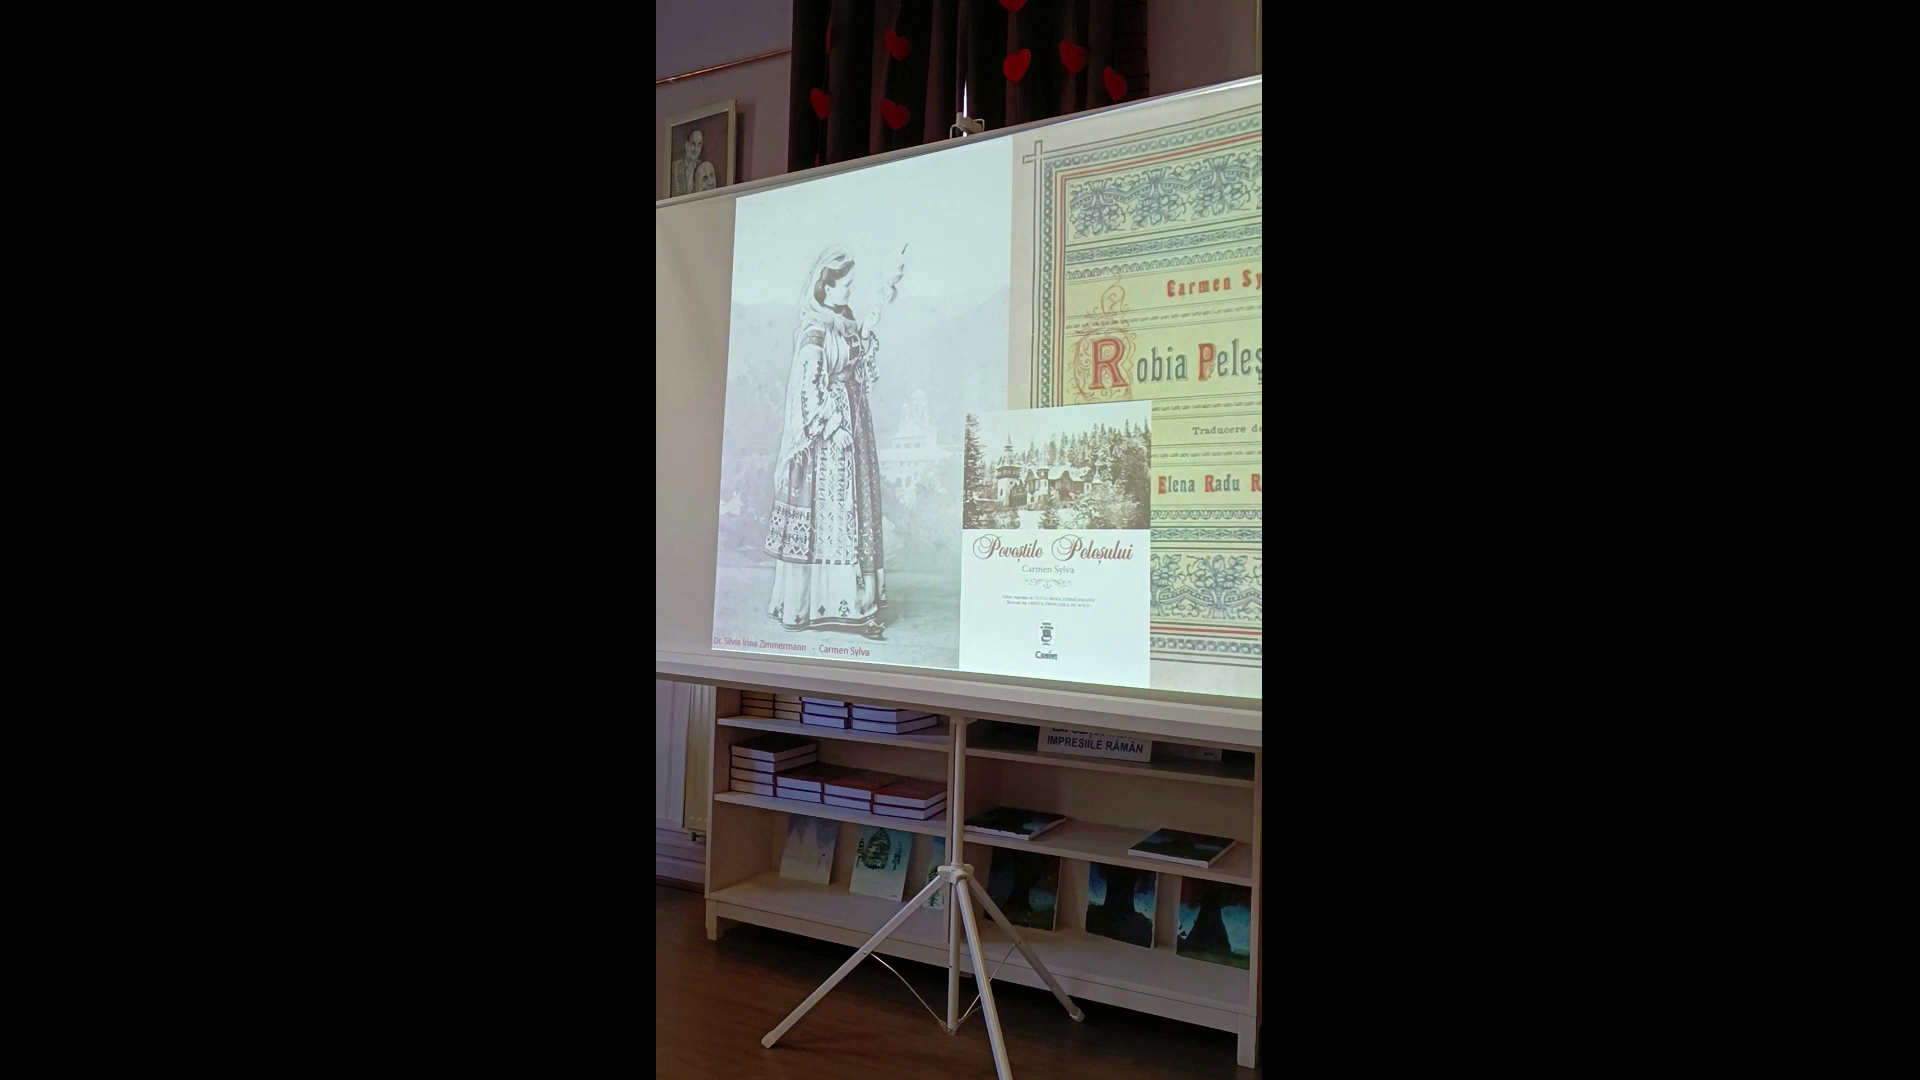 Carmen Sy
Robia Peleș
Traducere de
Elena Radu R
Poveștile Peleșului
Carmen Sylva
Corint
Dr. Silvia Irina Zimmermann - Carmen Sylva
IMPRESIILE RĂMÂN